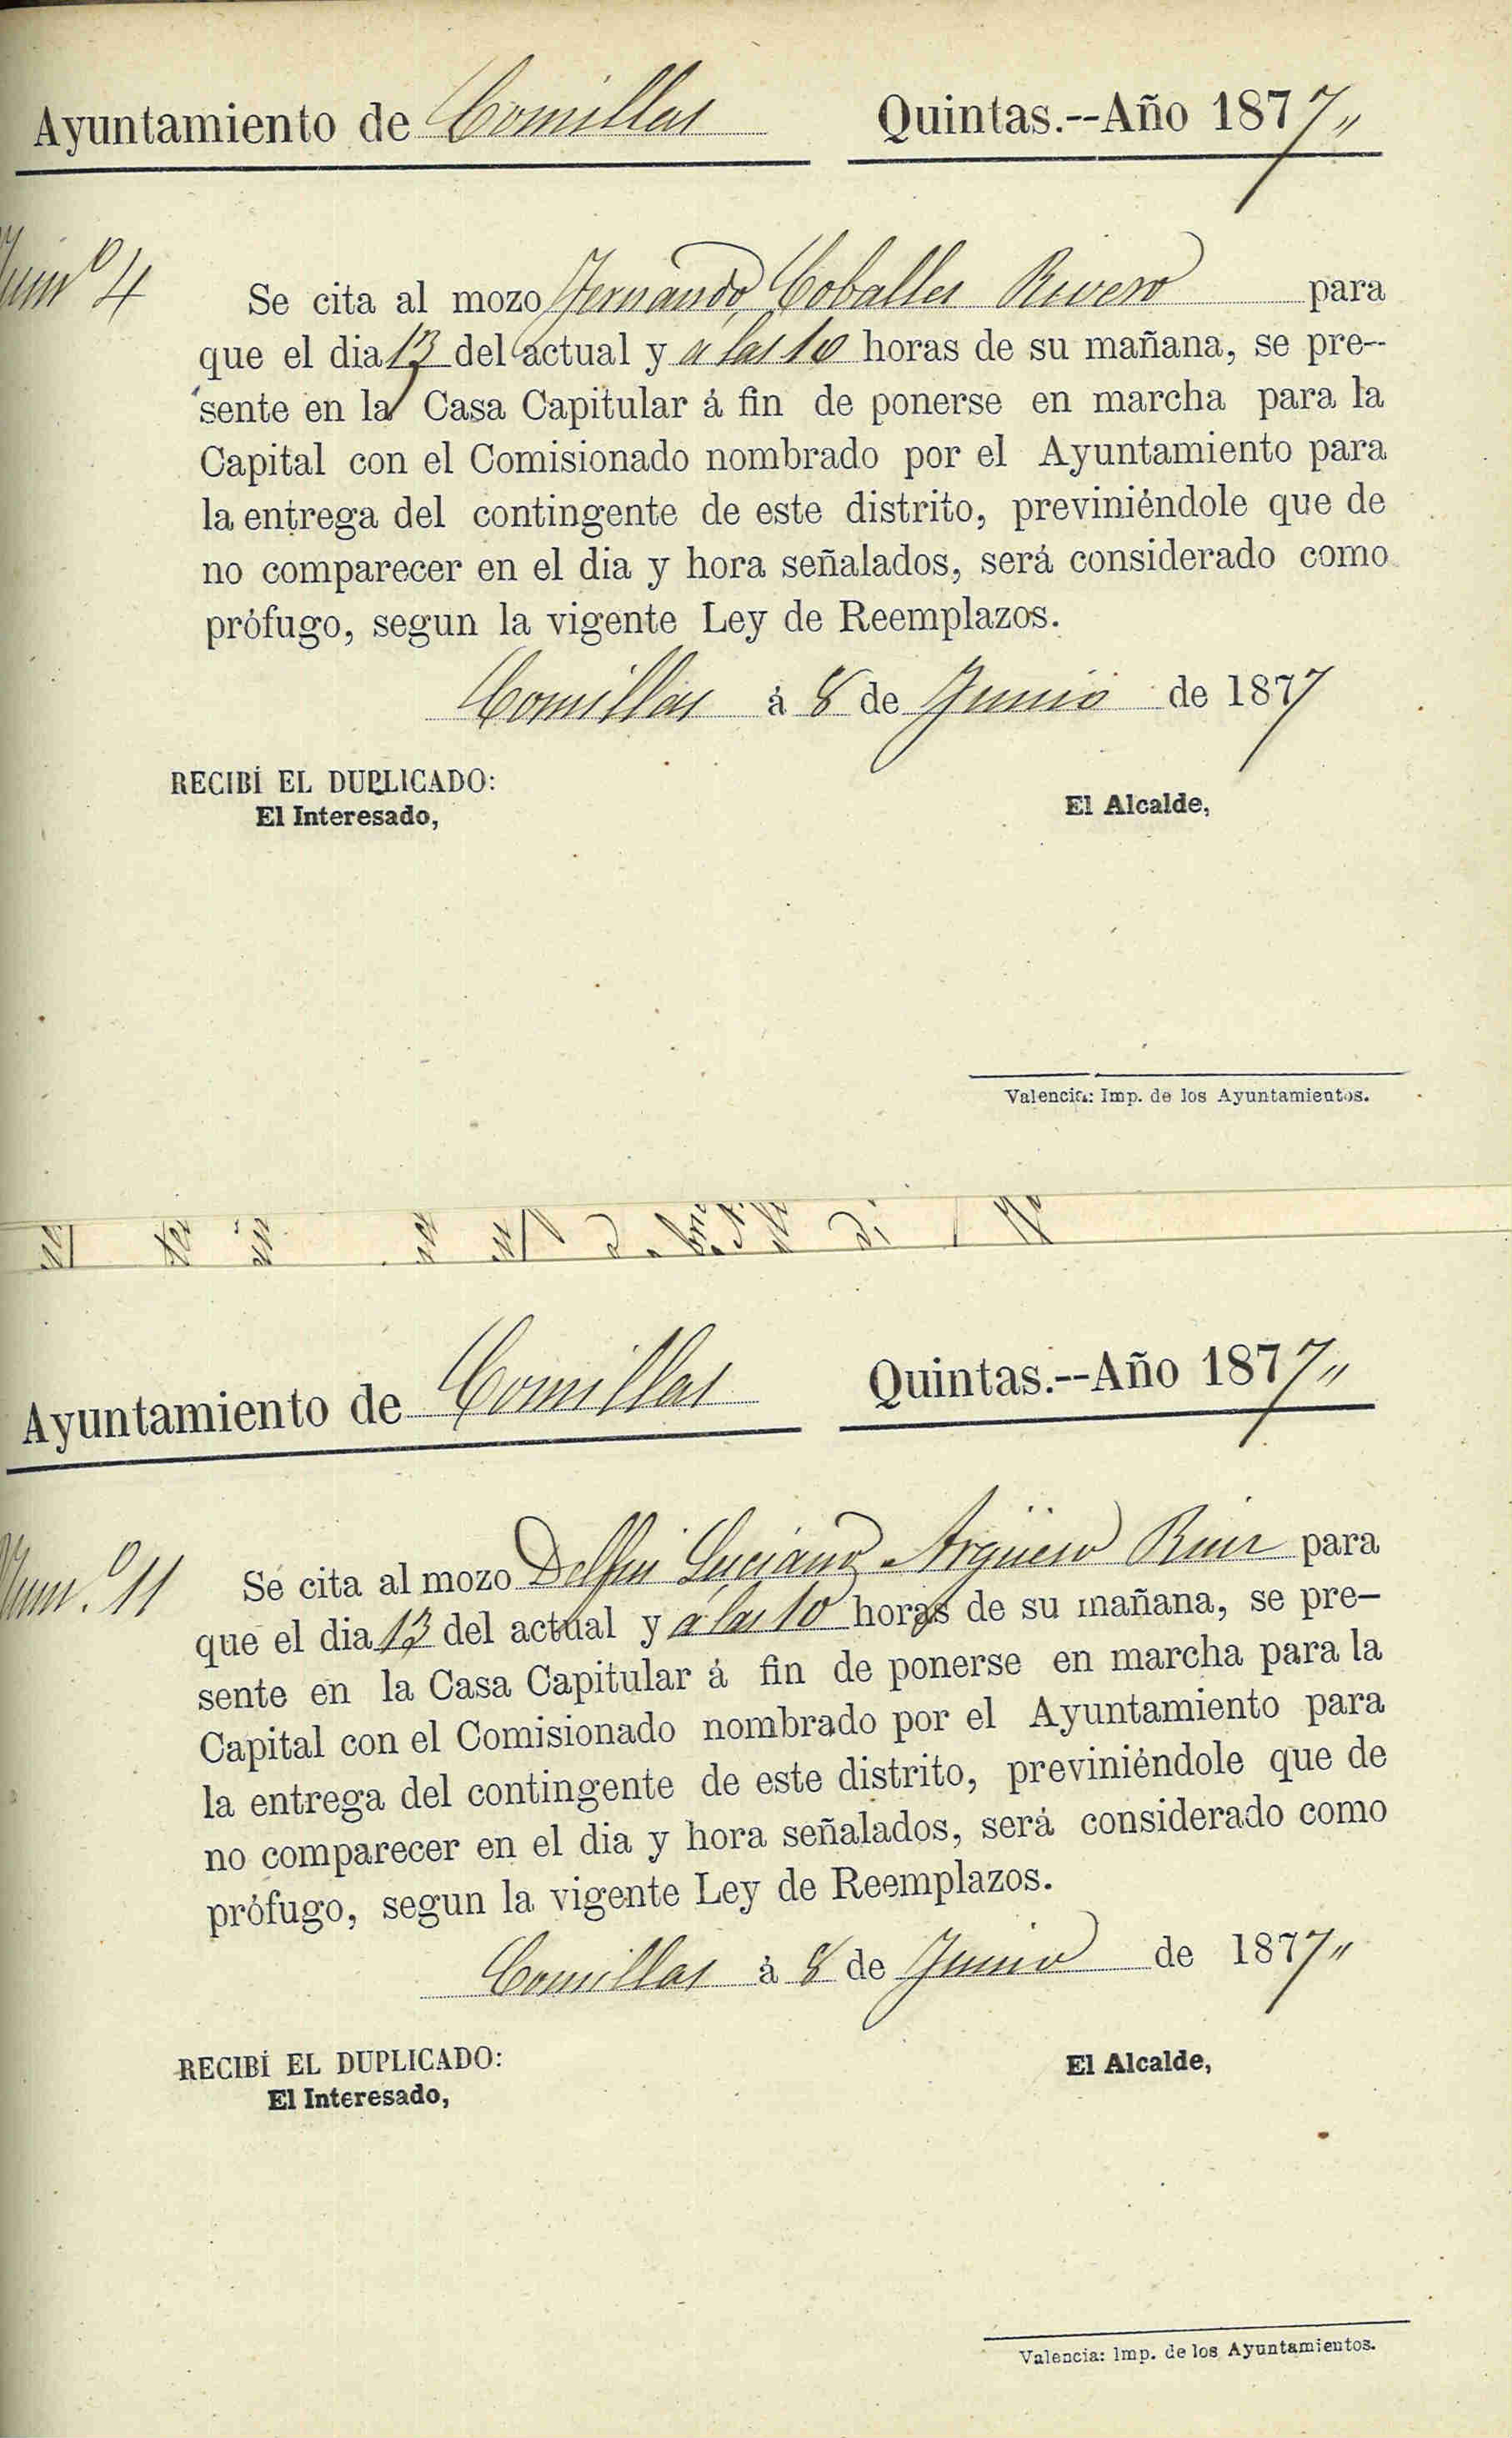 Ayuntamiento de Comillas Quintas.--Año 1877,,
Num.º 4
Se cita al mozo Fernando Coballes Rivero para
que el dia 13 del actual y á las 10 horas de su mañana, se pre-
sente en la Casa Capitular á fin de ponerse en marcha para la
Capital con el Comisionado nombrado por el Ayuntamiento para
la entrega del contingente de este distrito, previniéndole que de
no comparecer en el dia y hora señalados, será considerado como
prófugo, segun la vigente Ley de Reemplazos.
Comillas á 8 de Junio de 1877
RECIBÍ EL DUPLICADO:
El Interesado,
El Alcalde,
Valencia: Imp. de los Ayuntamientos.
Ayuntamiento de Comillas Quintas.--Año 1877,,
Num.º 11
Se cita al mozo Delfin Luciano Argüeso Ruiz para
que el dia 13 del actual y á las 10 horas de su mañana, se pre-
sente en la Casa Capitular á fin de ponerse en marcha para la
Capital con el Comisionado nombrado por el Ayuntamiento para
la entrega del contingente de este distrito, previniéndole que de
no comparecer en el dia y hora señalados, será considerado como
prófugo, segun la vigente Ley de Reemplazos.
Comillas á 8 de Junio de 1877,,
RECIBÍ EL DUPLICADO:
El Interesado,
El Alcalde,
Valencia: Imp. de los Ayuntamientos.